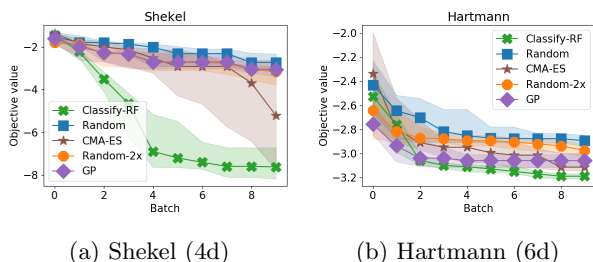 Shekel
Objective value
−2
−4
−6
−8
Classify-RF
Random
CMA-ES
Random-2x
GP
0
2
4
6
8
Batch
(a) Shekel (4d)
Hartmann
Objective value
−2.0
−2.2
−2.4
−2.6
−2.8
−3.0
−3.2
Classify-RF
Random
CMA-ES
Random-2x
GP
0
2
4
6
8
Batch
(b) Hartmann (6d)